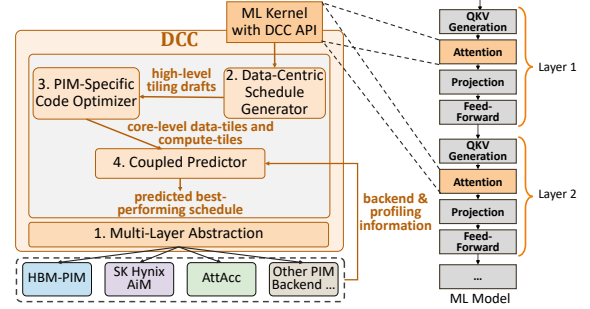 DCC
ML Kernel
with DCC API
3. PIM-Specific
Code Optimizer
high-level
tiling drafts
2. Data-Centric
Schedule
Generator
core-level data-tiles and
compute-tiles
4. Coupled Predictor
predicted best-
performing schedule
1. Multi-Layer Abstraction
backend &
profiling
information
HBM-PIM
SK Hynix
AiM
AttAcc
Other PIM
Backend ...
QKV
Generation
Attention
Projection
Feed-
Forward
Layer 1
QKV
Generation
Attention
Projection
Feed-
Forward
Layer 2
...
ML Model